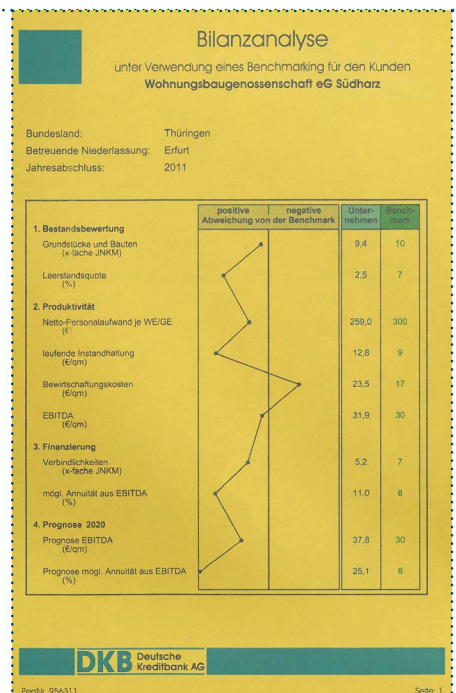 Bilanzanalyse
unter Verwendung eines Benchmarking für den Kunden
Wohnungsbaugenossenschaft eG Südharz
Bundesland: Thüringen
Betreuende Niederlassung: Erfurt
Jahresabschluss: 2011
positive negative
Abweichung von der Benchmark
Unter-
nehmen
Bench-
mark
1. Bestandsbewertung
Grundstücke und Bauten 9,4 10
(x-fache JNKM)
Leerstandsquote 2,5 7
(%)
2. Produktivität
Netto-Personalaufwand je WE/GE 259,0 300
(€)
laufende Instandhaltung 12,8 9
(€/qm)
Bewirtschaftungskosten 23,5 17
(€/qm)
EBITDA 31,9 30
(€/qm)
3. Finanzierung
Verbindlichkeiten 5,2 7
(x-fache JNKM)
mögl. Annuität aus EBITDA 11,0 8
(%)
4. Prognose 2020
Prognose EBITDA 37,8 30
(€/qm)
Prognose mögl. Annuität aus EBITDA 25,1 8
(%)
DKB Deutsche
Kreditbank AG
PersNr. 956311 Seite: 1